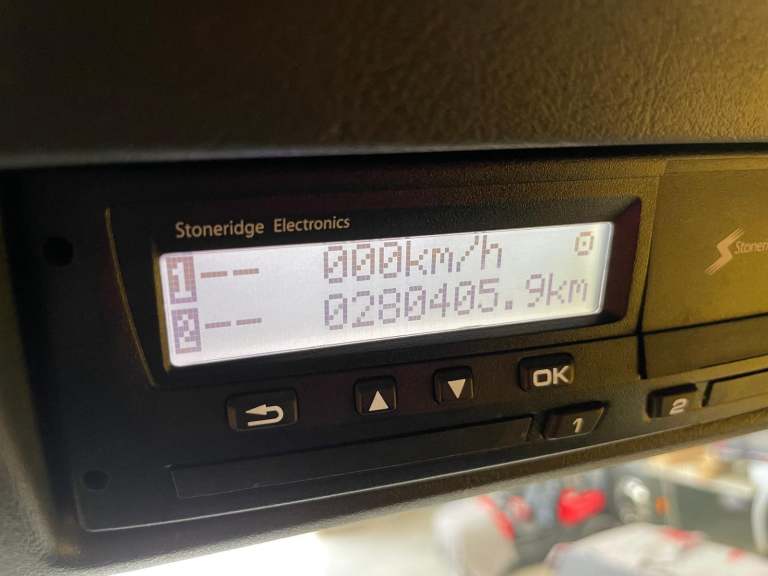 Stoneridge Electronics
1-- 000km/h
2-- 0280405.9km
OK
1
2